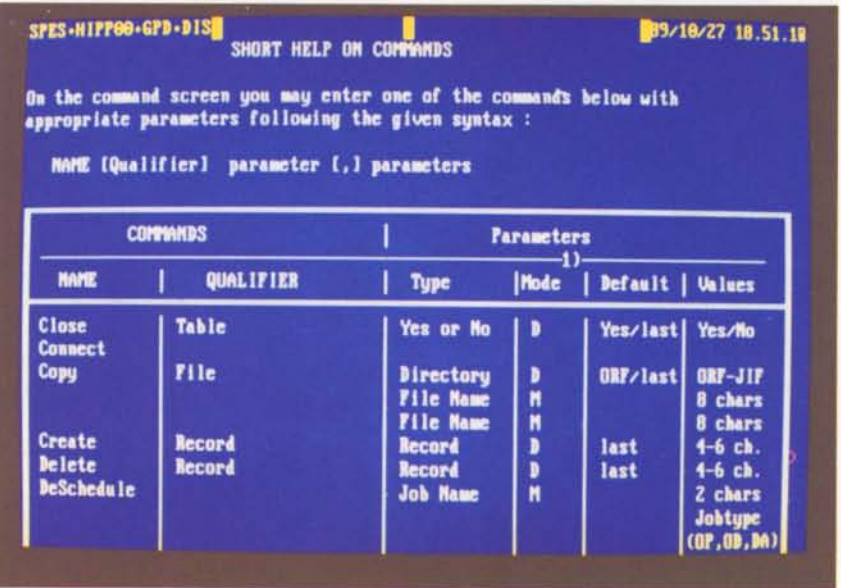 SPES·HIPP00·GPD·DIS 89/10/27 18.51.18
SHORT HELP ON COMMANDS
On the command screen you may enter one of the commands below with
appropriate parameters following the given syntax :
NAME [Qualifier] parameter [,] parameters
COMMANDS | Parameters
1)
NAME | QUALIFIER | Type | Mode | Default | Values
Close Table Yes or No D Yes/last Yes/No
Connect
Copy File Directory D ORF/last ORF-JIF
File Name M 8 chars
File Name M 8 chars
Create Record Record D last 4-6 ch.
Delete Record Record D last 4-6 ch.
DeSchedule Job Name M 2 chars
Jobtype
(OP,OD,DA)